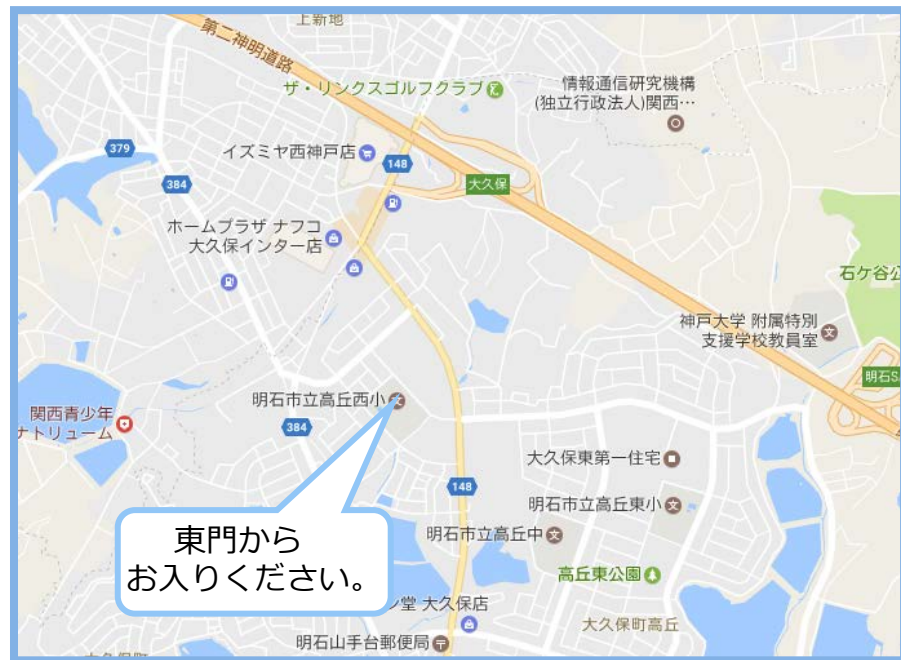 上新地
第二神明道路
ザ・リンクスゴルフクラブ
情報通信研究機構
(独立行政法人)関西…
379
イズミヤ西神戸店
148
384
大久保
ホームプラザ ナフコ
大久保インター店
石ケ谷公
神戸大学 附属特別
支援学校教員室
明石S
明石市立高丘西小
文
関西青少年
ナトリューム
384
大久保東第一住宅
148
明石市立高丘東小
文
明石市立高丘中
文
東門から
お入りください。
高丘東公園
堂 大久保店
大久保町高丘
明石山手台郵便局